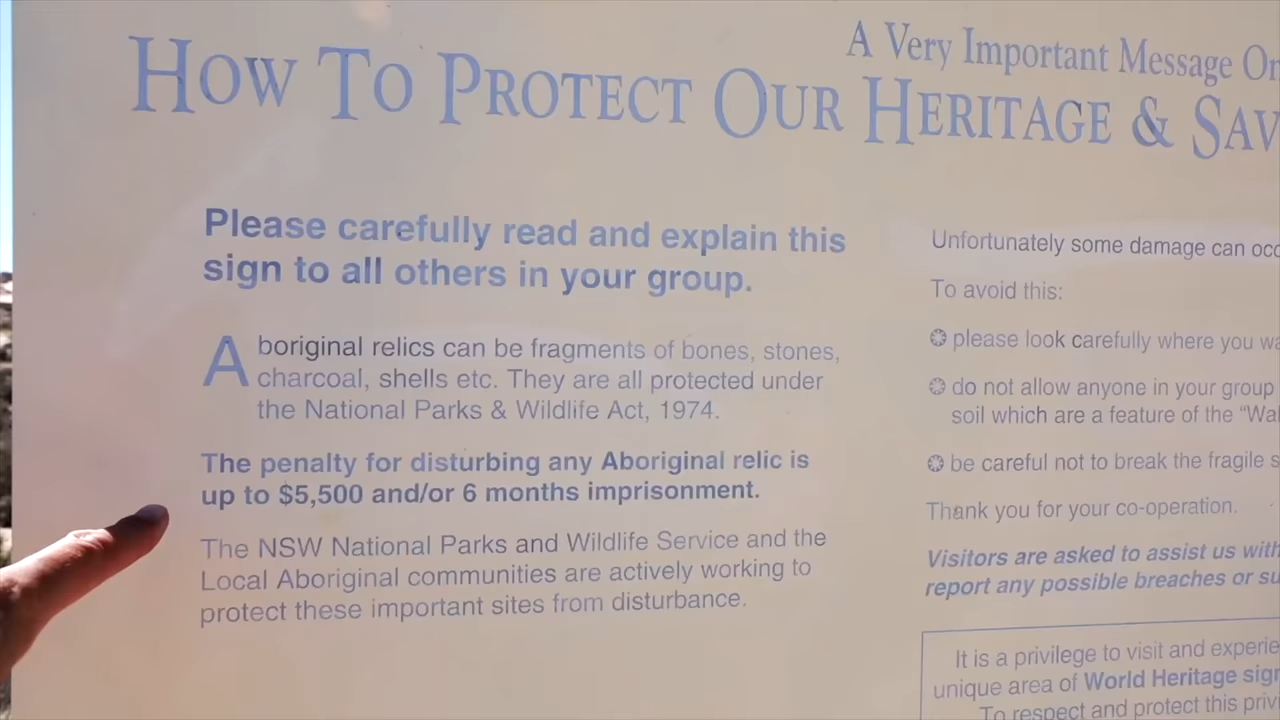 A Very Important Message
HOW TO PROTECT OUR HERITAGE &
Please carefully read and explain this
sign to all others in your group.
Aboriginal relics can be fragments of bones, stones,
charcoal, shells etc. They are all protected under
the National Parks & Wildlife Act, 1974.
The penalty for disturbing any Aboriginal relic is
up to $5,500 and/or 6 months imprisonment.
The NSW National Parks and Wildlife Service and the
Local Aboriginal communities are actively working to
protect these important sites from disturbance.
Unfortunately some damage can
To avoid this:
please look carefully where you
do not allow anyone in your group
soil which are a feature of the
be careful not to break the fragile
Thank you for your co-operation.
Visitors are asked to assist us
report any possible breaches or
It is a privilege to visit and
unique area of World Heritage
To respect and protect this